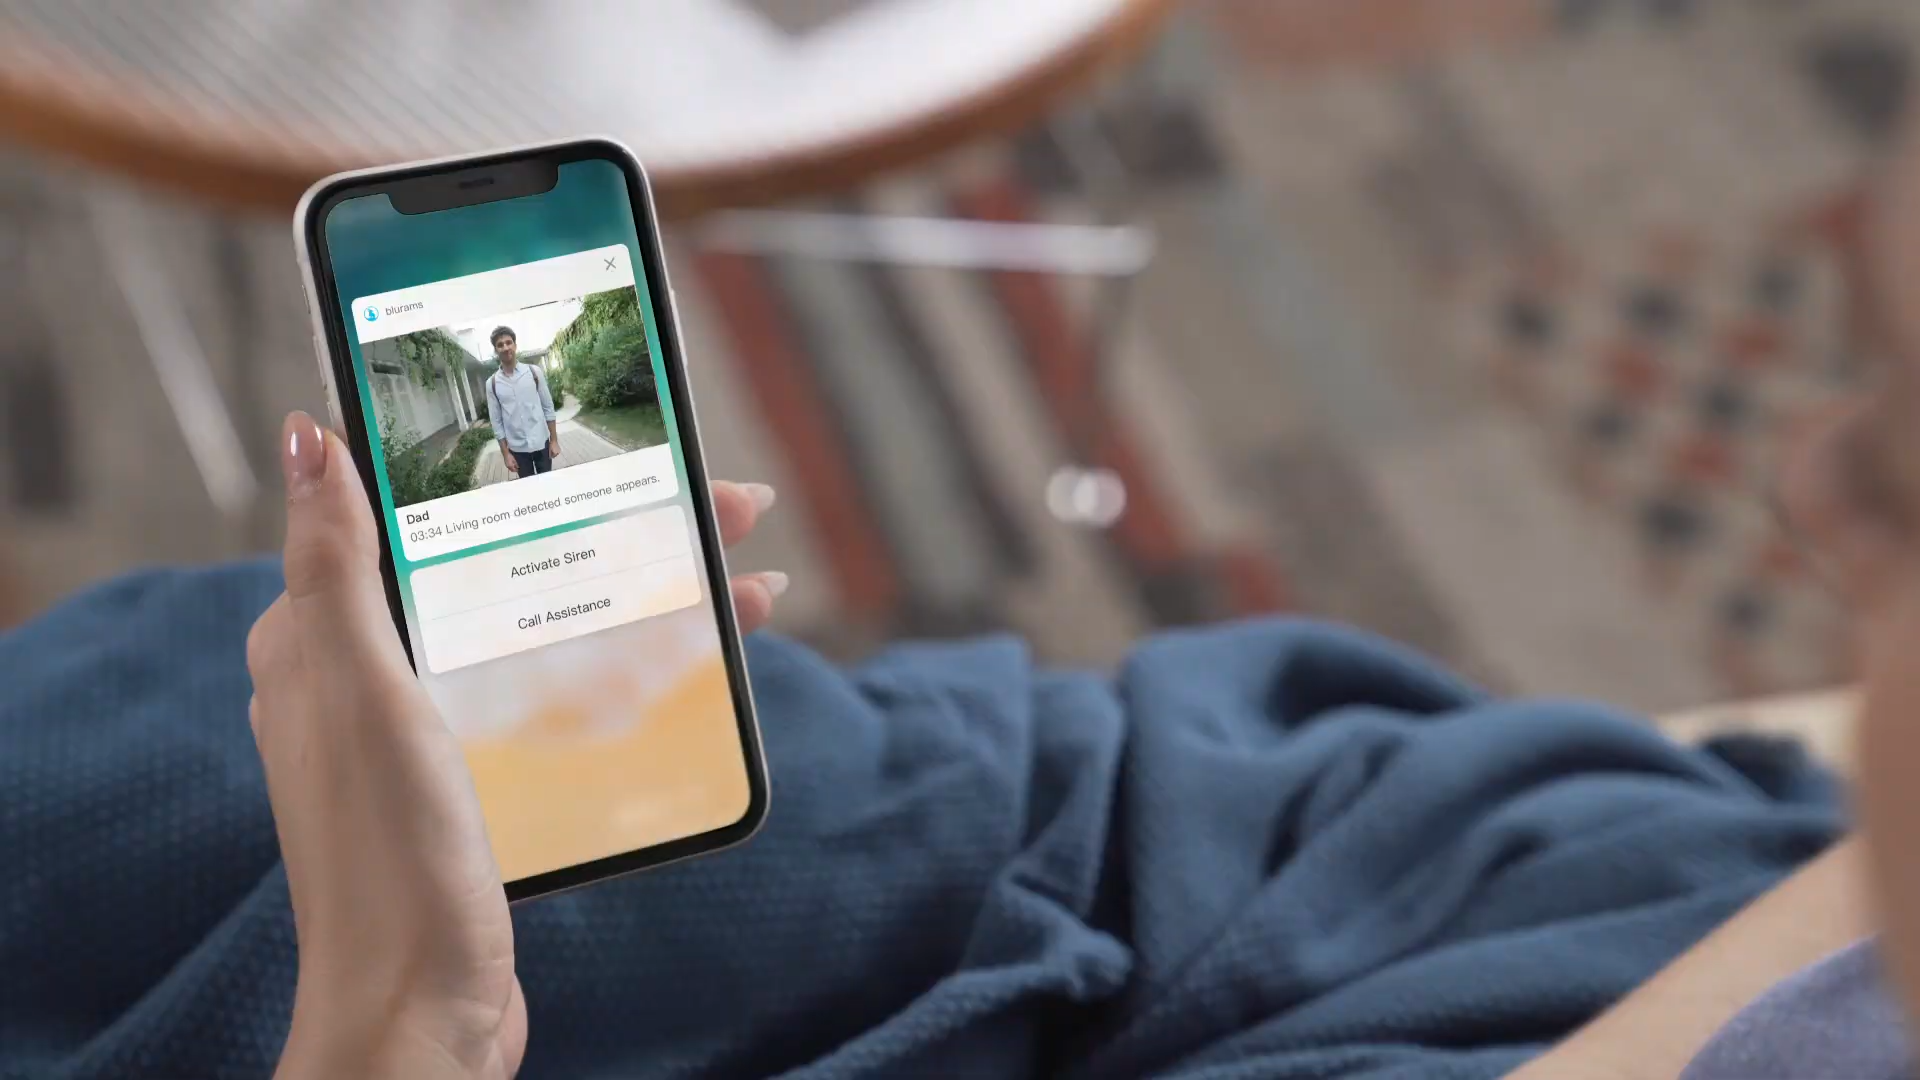 blurams
Dad
03:34 Living room detected someone appears.
Activate Siren
Call Assistance